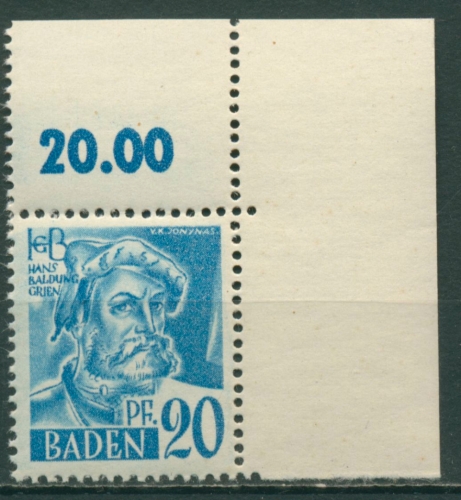 20.00
HGB
V.K.JONYNAS.
HANS
BALDUNG
GRIEN
PF. 20
BADEN